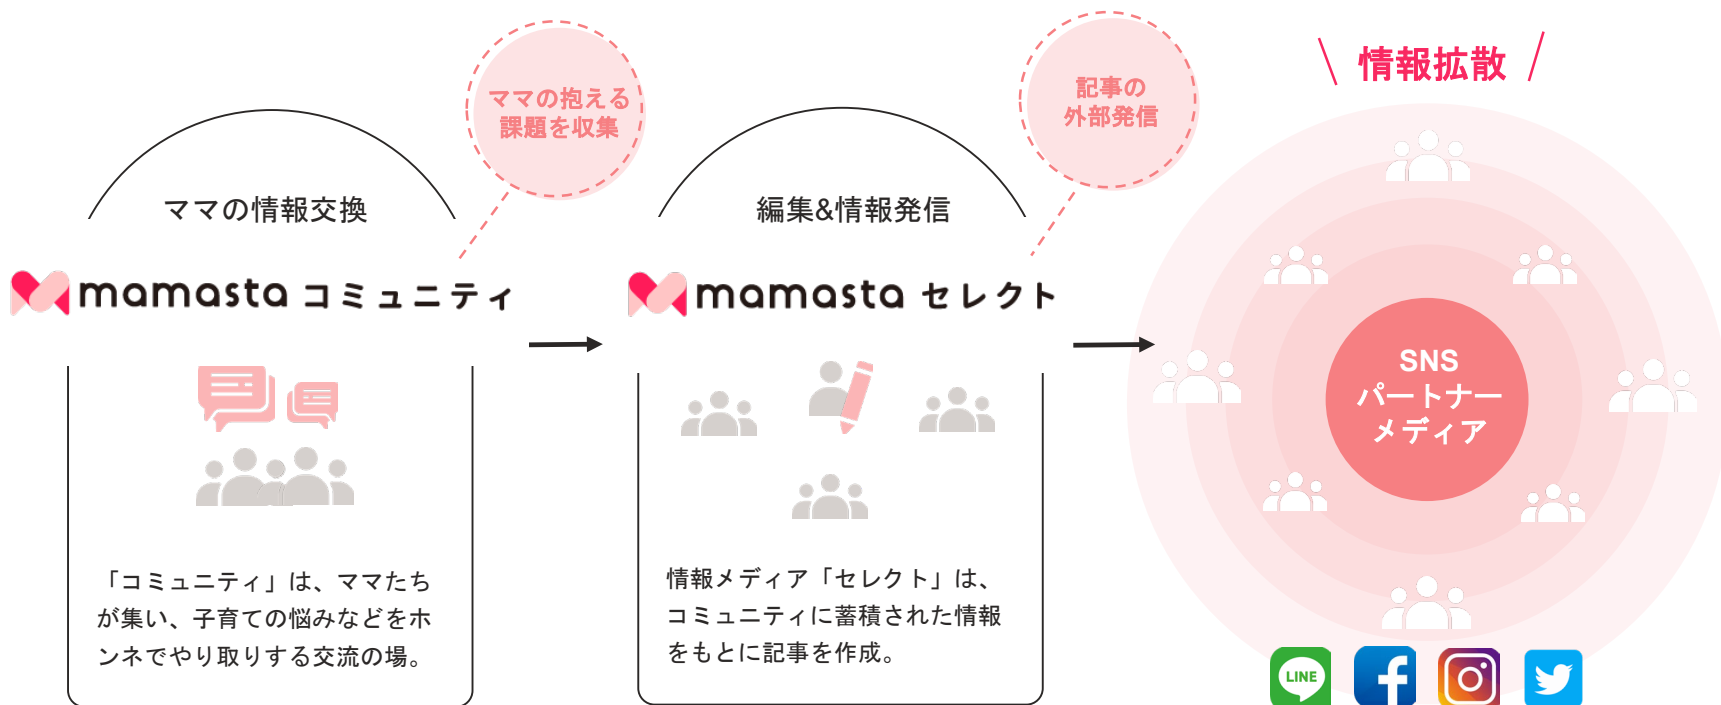 ママの抱える
課題を収集
ママの情報交換
mamasta コミュニティ
「コミュニティ」は、ママたち
が集い、子育ての悩みなどをホ
ンネでやり取りする交流の場。
記事の
外部発信
編集&情報発信
mamasta セレクト
情報メディア「セレクト」は、
コミュニティに蓄積された情報
をもとに記事を作成。
\ 情報拡散 /
SNS
パートナー
メディア
LINE